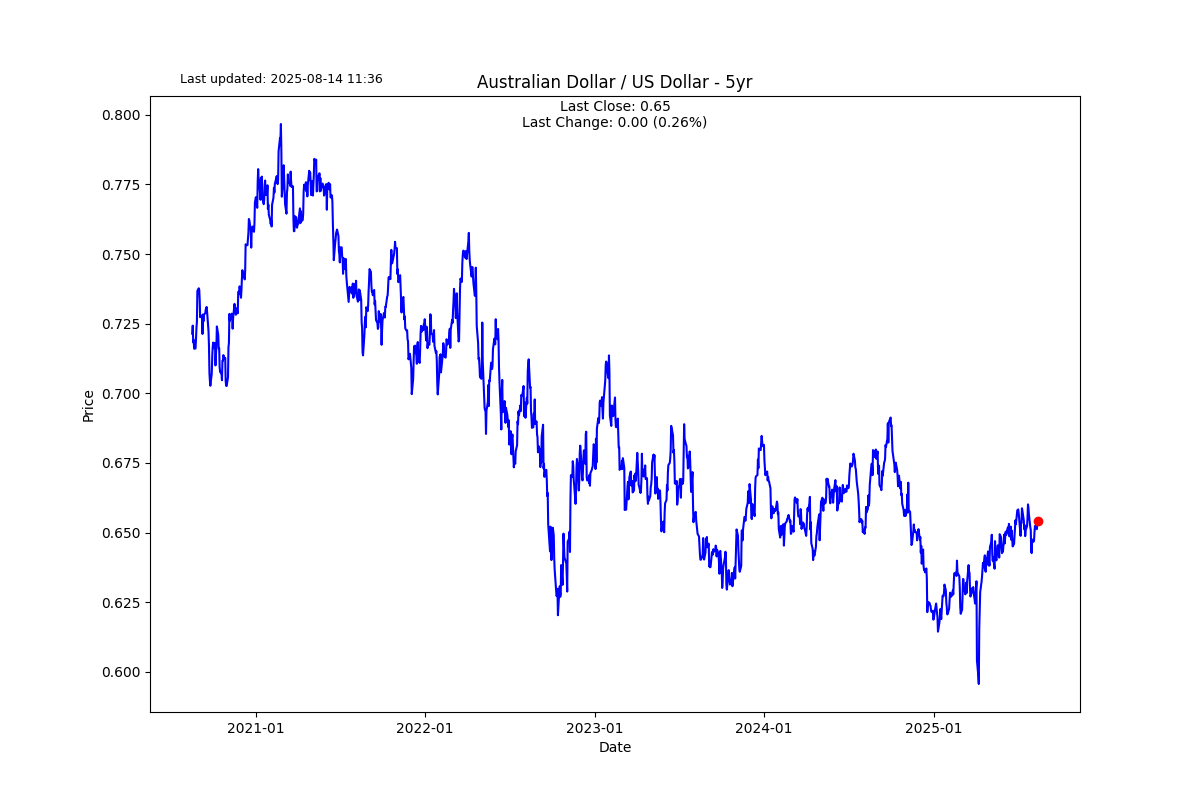 Last updated: 2025-08-14 11:36
Australian Dollar / US Dollar - 5yr
Last Close: 0.65
Last Change: 0.00 (0.26%)
0.800
0.775
0.750
0.725
0.700
0.675
0.650
0.625
0.600
Price
2021-01
2022-01
2023-01
2024-01
2025-01
Date